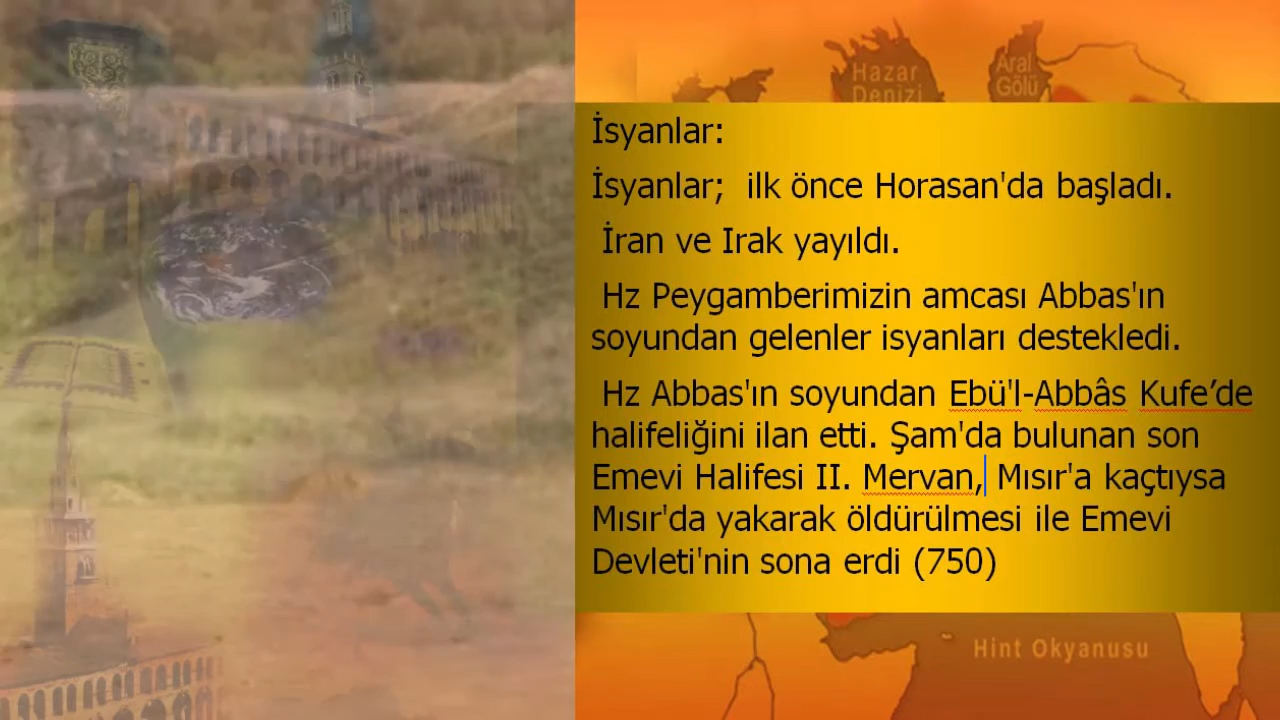 Hazar
Denizi
Aral
Gölü
İsyanlar:
İsyanlar;  ilk önce Horasan'da başladı.
İran ve Irak yayıldı.
Hz Peygamberimizin amcası Abbas'ın
soyundan gelenler isyanları destekledi.
Hz Abbas'ın soyundan Ebü'l-Abbâs Kufe’de
halifeliğini ilan etti. Şam'da bulunan son
Emevi Halifesi II. Mervan, Mısır'a kaçtıysa
Mısır'da yakarak öldürülmesi ile Emevi
Devleti'nin sona erdi (750)
Hint Okyanusu